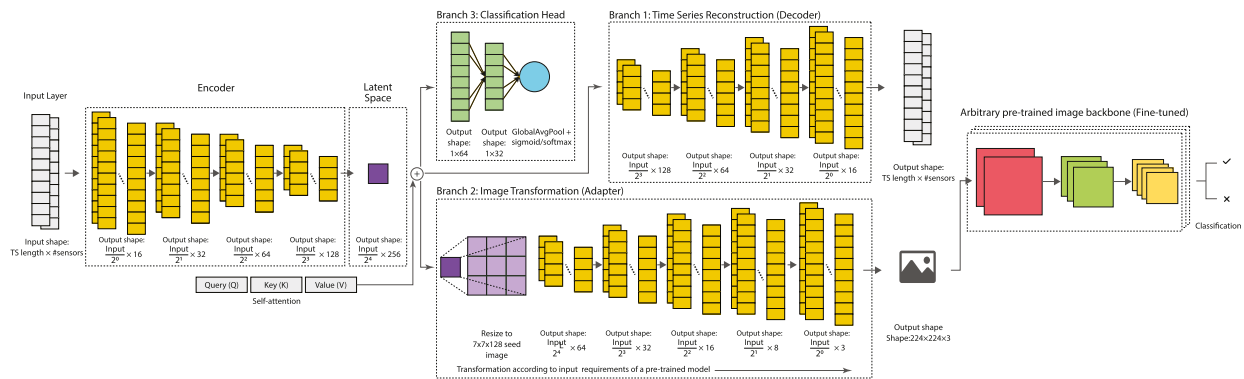 Branch 3: Classification Head
Output
shape:
1×64
Output
shape:
1×32
GlobalAvgPool +
sigmoid/softmax
Branch 1: Time Series Reconstruction (Decoder)
Output shape:
Input
2³ × 128
Output shape:
Input
2² × 64
Output shape:
Input
2¹ × 32
Output shape:
Input
2⁰ × 16
Output shape:
TS length × #sensors
Input Layer
Input shape:
TS length × #sensors
Encoder
Output shape:
Input
2⁰ × 16
Output shape:
Input
2¹ × 32
Output shape:
Input
2² × 64
Output shape:
Input
2³ × 128
Latent
Space
Output shape:
Input
2⁴ × 256
+
Query (Q)
Key (K)
Value (V)
Self-attention
Branch 2: Image Transformation (Adapter)
Resize to
7x7x128 seed
image
Output shape:
Input
2⁴ × 64
Output shape:
Input
2³ × 32
Output shape:
Input
2² × 16
Output shape:
Input
2¹ × 8
Output shape:
Input
2⁰ × 3
Transformation according to input requirements of a pre-trained model
Output shape
Shape:224×224×3
Arbitrary pre-trained image backbone (Fine-tuned)
Classification